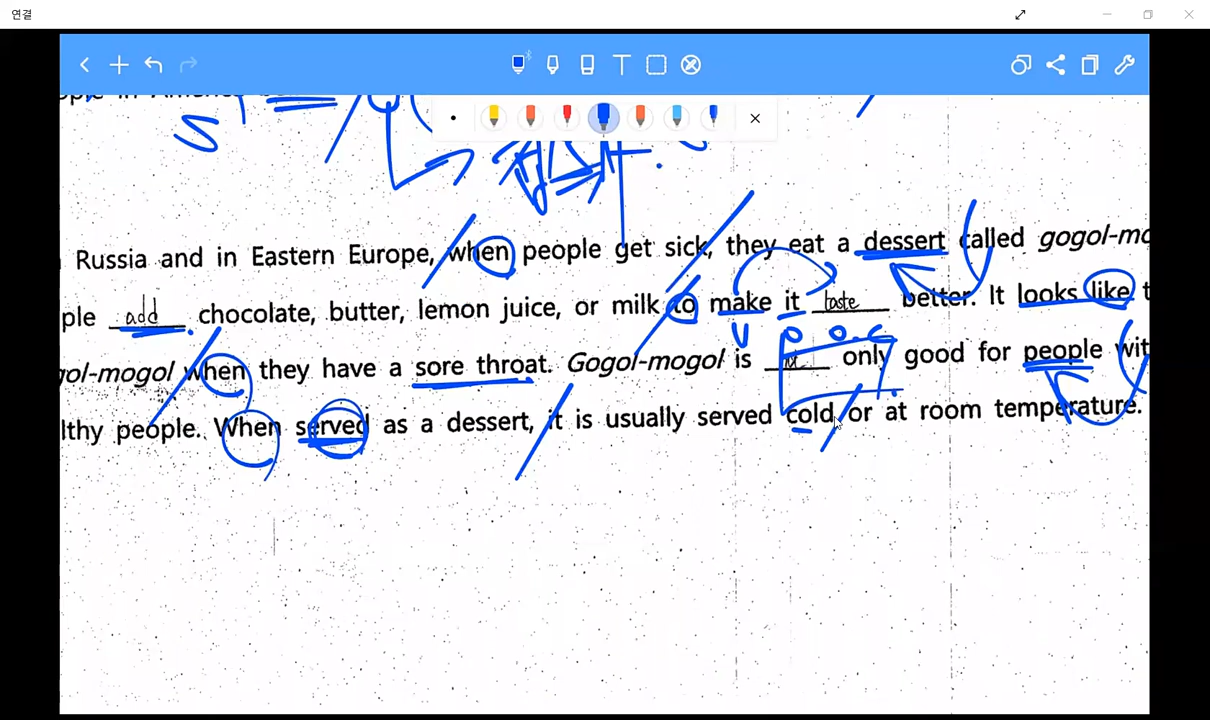 연결
ople in America
S
Russia and in Eastern Europe, when people get sick, they eat a dessert called gogol-mo
ple add chocolate, butter, lemon juice, or milk to make it taste better. It looks like t
V O O.C
gol-mogol when they have a sore throat. Gogol-mogol is not only good for people wit
lthy people. When served as a dessert, it is usually served cold or at room temperature.